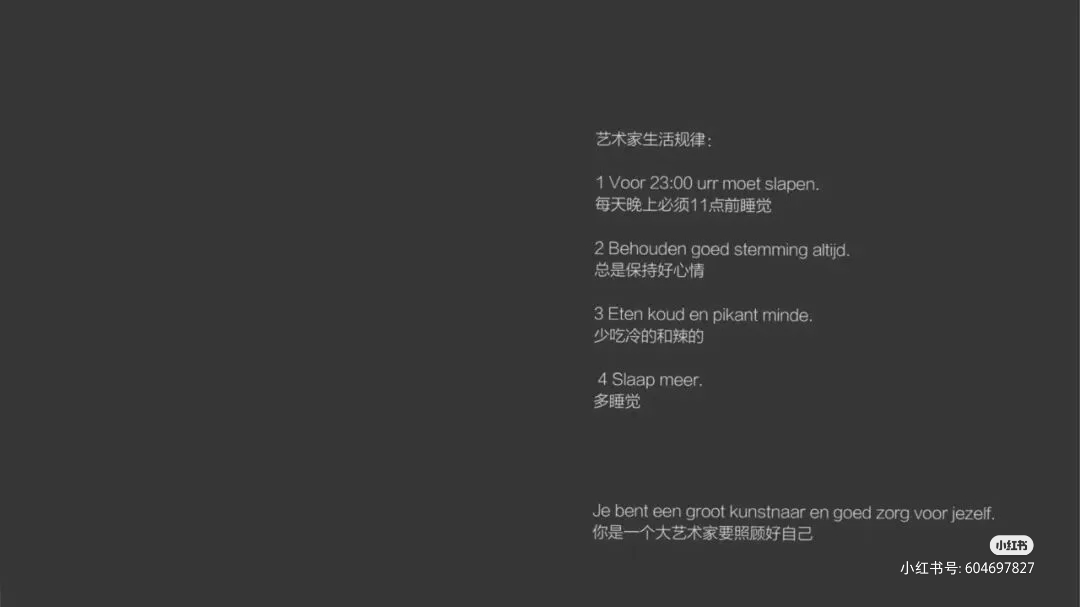 艺术家生活规律：
1 Voor 23:00 urr moet slapen.
每天晚上必须11点前睡觉
2 Behouden goed stemming altijd.
总是保持好心情
3 Eten koud en pikant minde.
少吃冷的和辣的
4 Slaap meer.
多睡觉
Je bent een groot kunstnaar en goed zorg voor jezelf.
你是一个大艺术家要照顾好自己
小红书
小红书号: 604697827